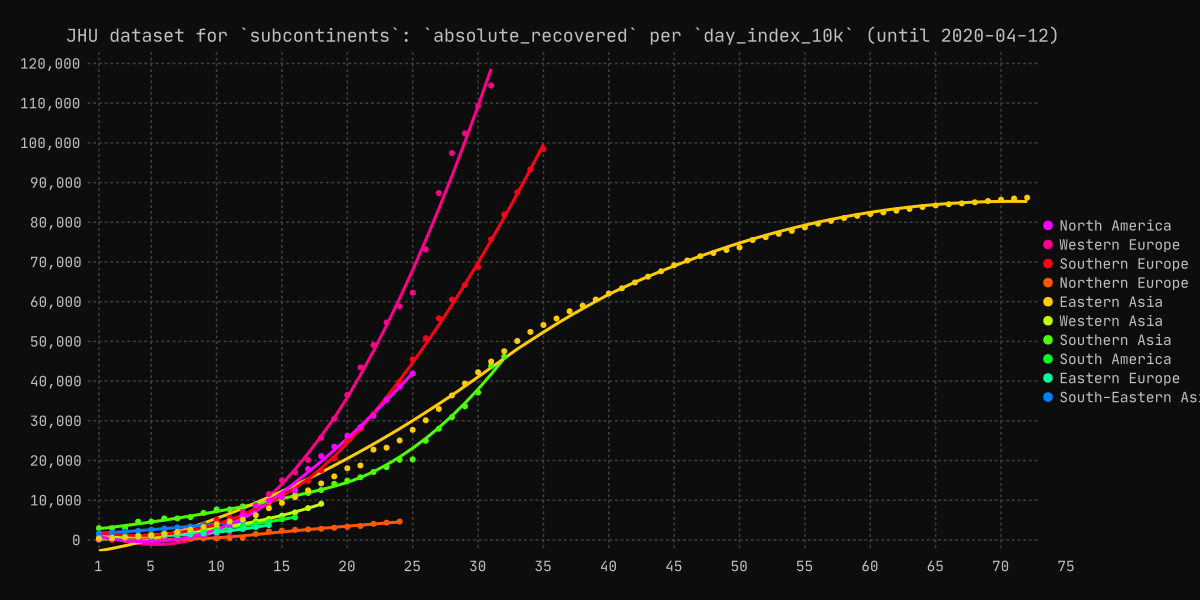 JHU dataset for `subcontinents`: `absolute_recovered` per `day_index_10k` (until 2020-04-12)
120,000
110,000
100,000
90,000
80,000
70,000
60,000
50,000
40,000
30,000
20,000
10,000
0
1 5 10 15 20 25 30 35 40 45 50 55 60 65 70 75
North America
Western Europe
Southern Europe
Northern Europe
Eastern Asia
Western Asia
Southern Asia
South America
Eastern Europe
South-Eastern As